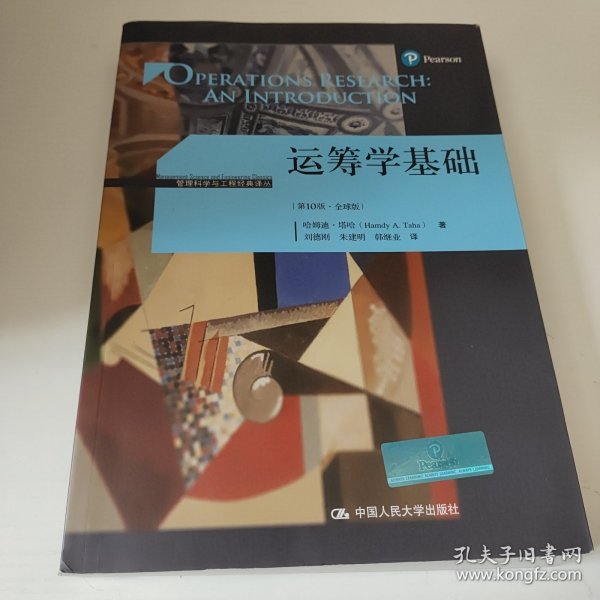 Pearson
OPERATIONS RESEARCH:
AN INTRODUCTION
运筹学基础
Management Science and Engineering Classics
管理科学与工程经典译丛
(第10版·全球版)
哈姆迪·塔哈(Hamdy A. Taha) 著
刘德刚 朱建明 韩继业 译
Pearson
ALWAYS LEARNING
中国人民大学出版社
孔夫子旧书网
www.kongfz.com